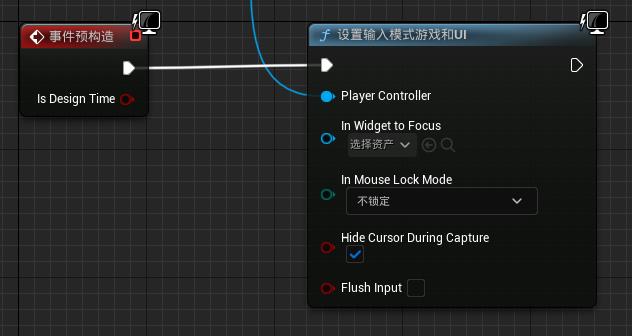 事件预构造
Is Design Time
设置输入模式游戏和UI
Player Controller
In Widget to Focus
选择资产
In Mouse Lock Mode
不锁定
Hide Cursor During Capture
Flush Input